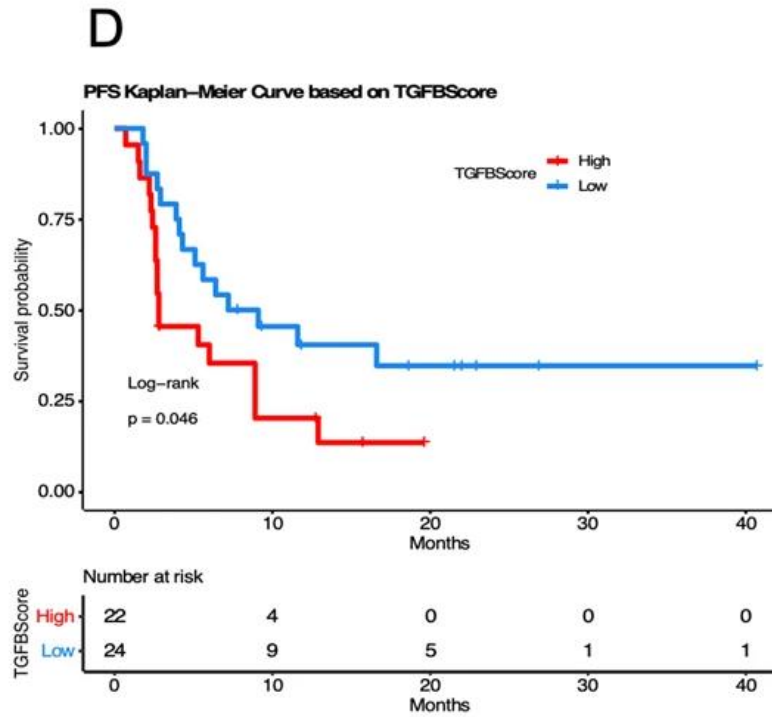 D
PFS Kaplan–Meier Curve based on TGFBScore
1.00
0.75
0.50
0.25
0.00
Survival probability
TGFBScore
High
Low
Log–rank
p = 0.046
0 10 20 30 40
Months
Number at risk
TGFBScore
High 22 4 0 0 0
Low 24 9 5 1 1
0 10 20 30 40
Months